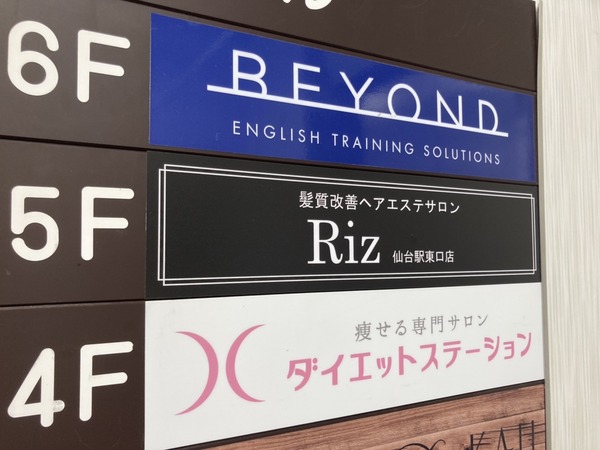 6F
BEYOND
ENGLISH TRAINING SOLUTIONS
5F
髪質改善ヘアエステサロン
Riz 仙台駅東口店
4F
痩せる専門サロン
ダイエットステーション